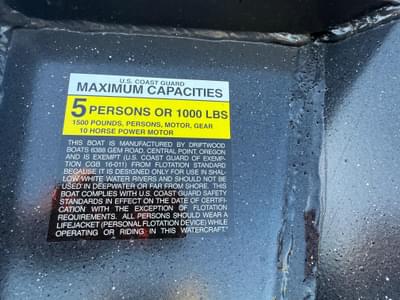 U.S. COAST GUARD
MAXIMUM CAPACITIES
5 PERSONS OR 1000 LBS
1500 POUNDS, PERSONS, MOTOR, GEAR
10 HORSE POWER MOTOR
THIS BOAT IS MANUFACTURED BY DRIFTWOOD
BOATS 6388 GEM ROAD, CENTRAL POINT, OREGON
AND IS EXEMPT (U.S. COAST GUARD OF EXEMP-
TION CGB 16-011) FROM FLOTATION STANDARD
BECAUSE IT IS DESIGNED ONLY FOR USE IN SHAL-
LOW WHITE WATER RIVERS AND SHOULD NOT BE
USED IN DEEPWATER OR FAR FROM SHORE. THIS
BOAT COMPLIES WITH U.S. COAST GUARD SAFETY
STANDARDS IN EFFECT ON THE DATE OF CERTIF-
ICATION WITH THE EXCEPTION OF FLOTATION
REQUIREMENTS. ALL PERSONS SHOULD WEAR A
LIFEJACKET (PERSONAL FLOTATION DEVICE) WHILE
OPERATING OR RIDING IN THIS WATERCRAFT."